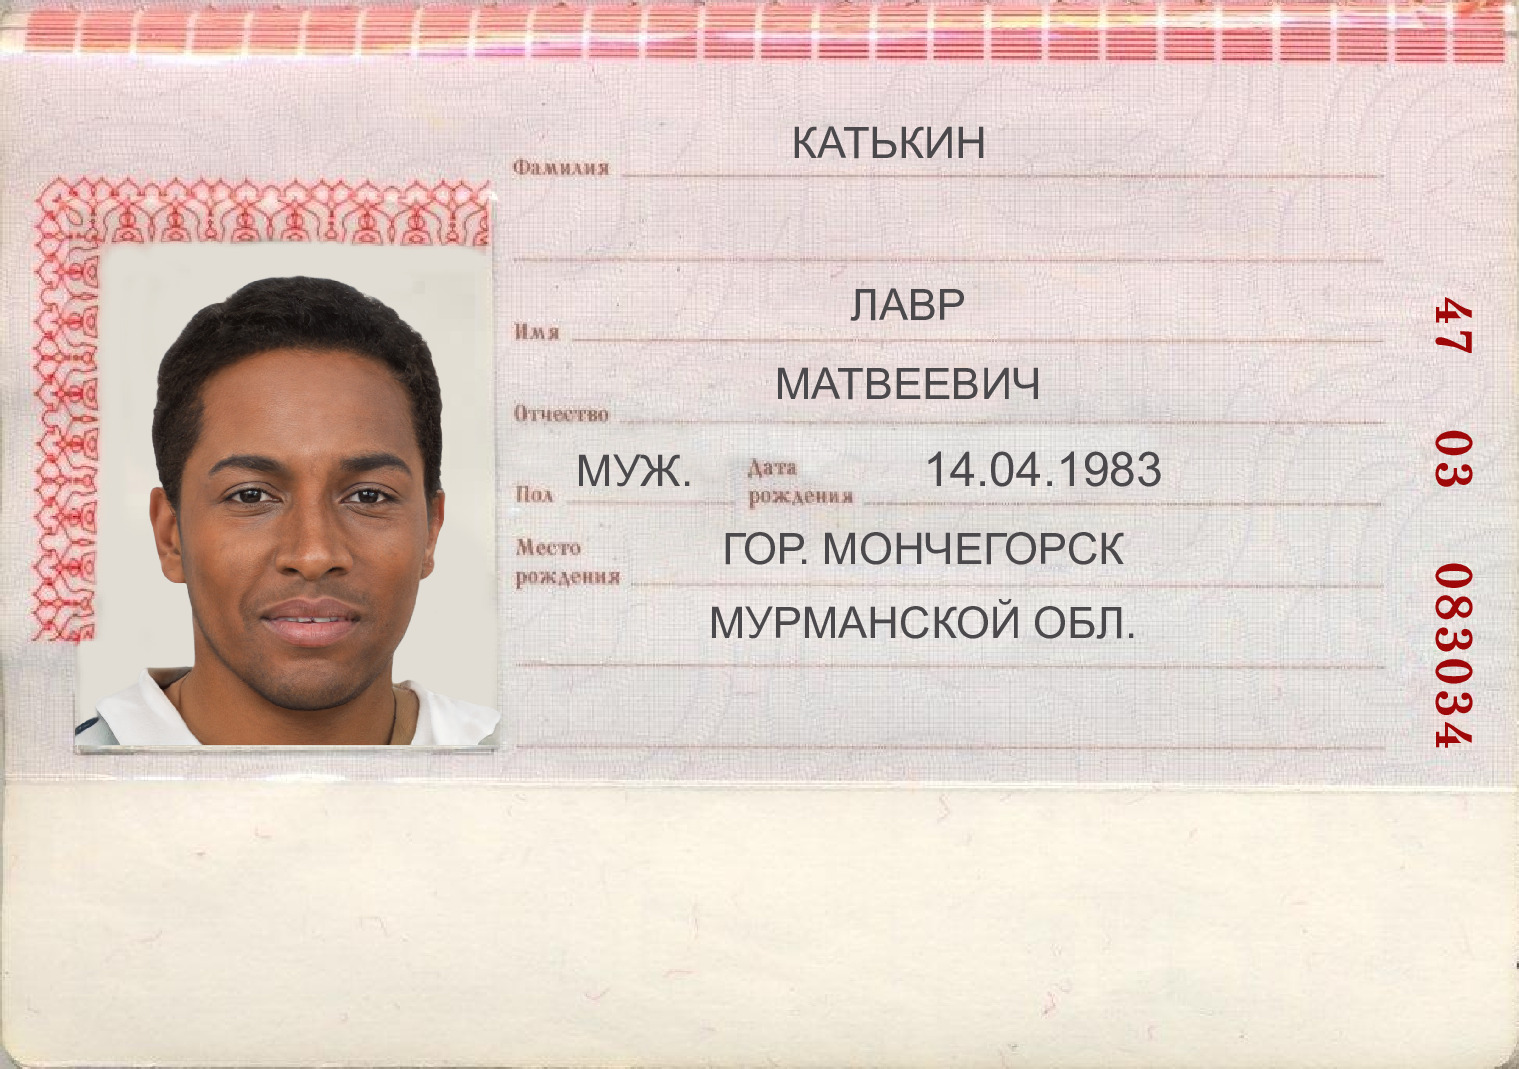 Фамилия КАТЬКИН
Имя ЛАВР
Отчество МАТВЕЕВИЧ
Пол МУЖ. Дата рождения 14.04.1983
Место рождения ГОР. МОНЧЕГОРСК
МУРМАНСКОЙ ОБЛ.
47 03 083034